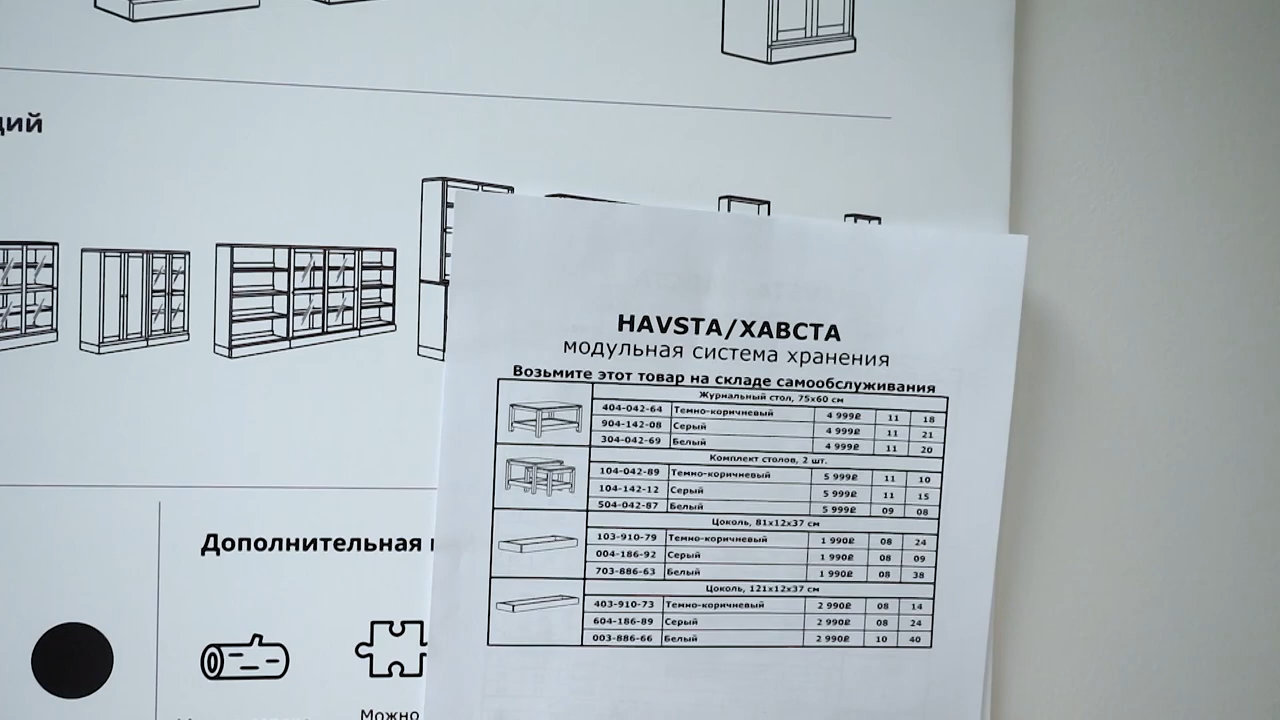 ций
HAVSTA/ХАВСТА
модульная система хранения
Возьмите этот товар на складе самообслуживания
Журнальный стол, 75x60 см
404-042-64 Темно-коричневый 4 999₽ 11 18
904-142-08 Серый 4 999₽ 11 21
304-042-69 Белый 4 999₽ 11 20
Комплект столов, 2 шт.
104-042-89 Темно-коричневый 5 999₽ 11 10
104-142-12 Серый 5 999₽ 11 15
504-042-87 Белый 5 999₽ 09 08
Цоколь, 81x12x37 см
103-910-79 Темно-коричневый 1 990₽ 08 24
004-186-92 Серый 1 990₽ 08 09
703-886-63 Белый 1 990₽ 08 38
Цоколь, 121x12x37 см
403-910-73 Темно-коричневый 2 990₽ 08 14
604-186-89 Серый 2 990₽ 08 24
003-886-66 Белый 2 990₽ 10 40
Дополнительная
Можно